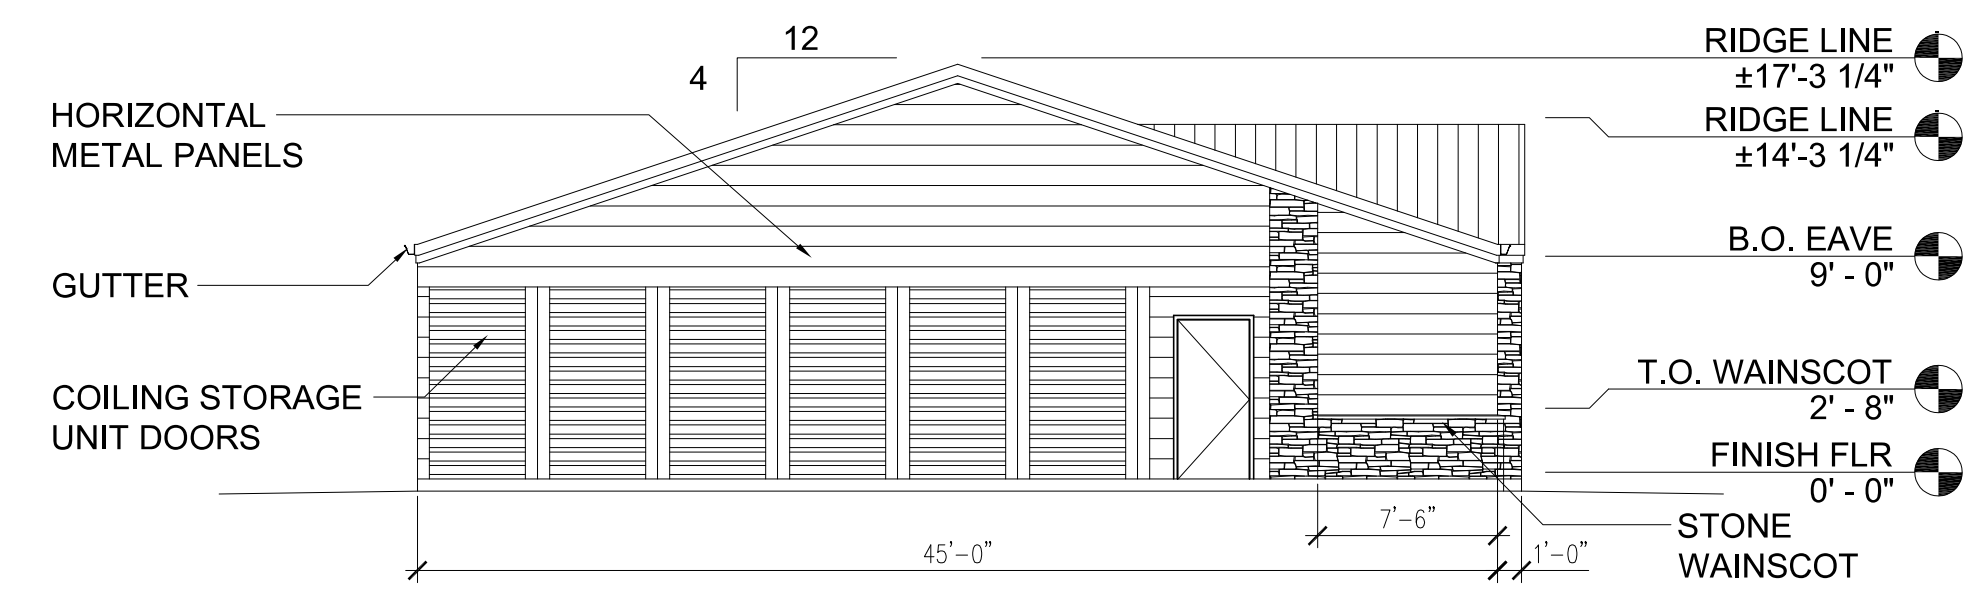 12
4
RIDGE LINE
±17'-3 1/4"
HORIZONTAL
METAL PANELS
RIDGE LINE
±14'-3 1/4"
B.O. EAVE
9' - 0"
GUTTER
COILING STORAGE
UNIT DOORS
T.O. WAINSCOT
2' - 8"
FINISH FLR
0' - 0"
7'-6"
STONE
WAINSCOT
45'-0"
1'-0"